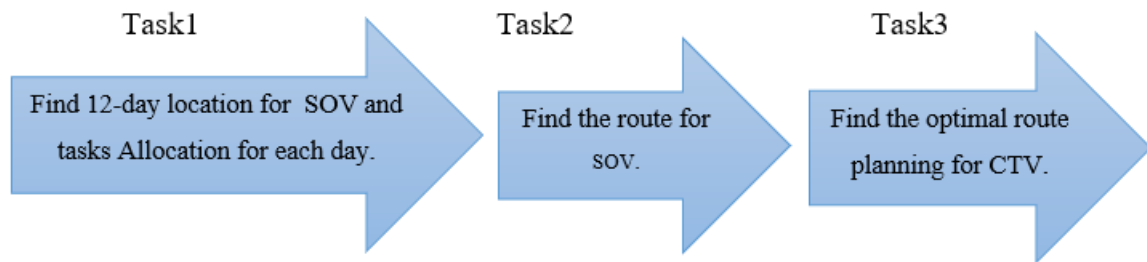 Task1
Task2
Task3
Find 12-day location for SOV and
tasks Allocation for each day.
Find the route for
SOV.
Find the optimal route
planning for CTV.